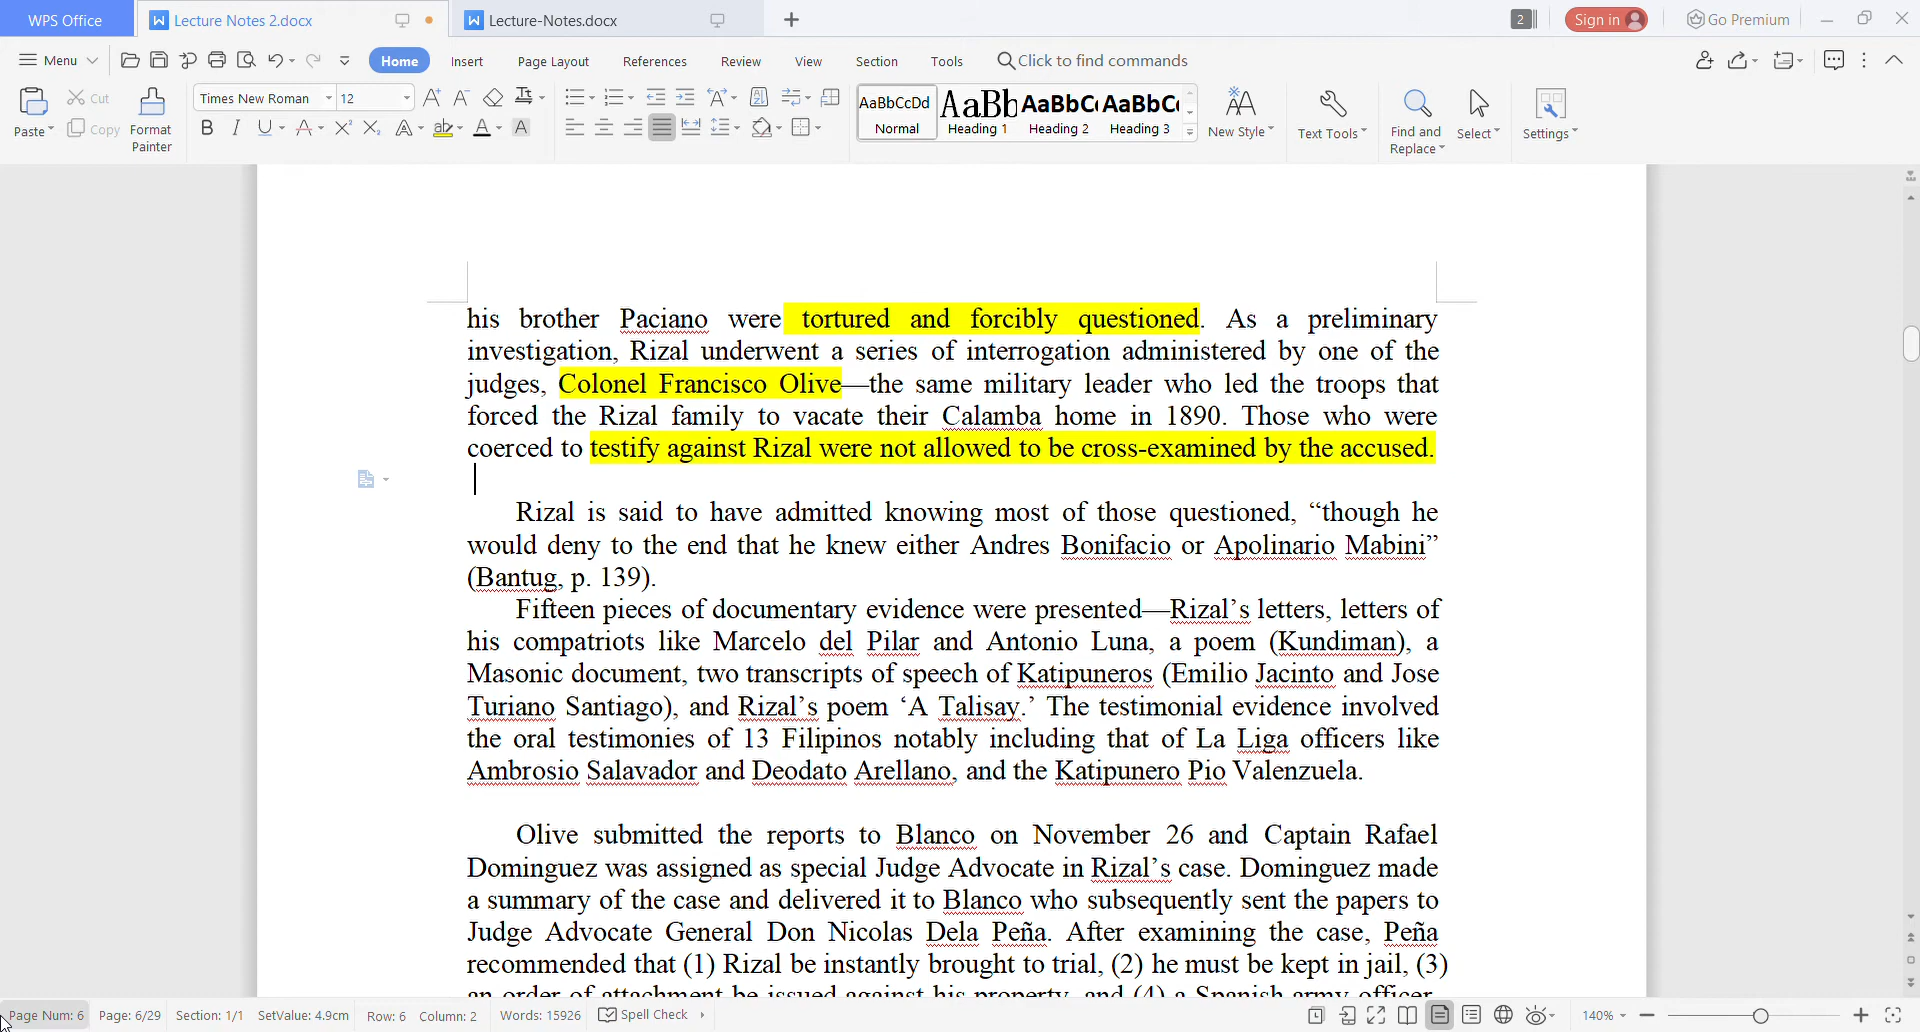 WPS Office
Lecture Notes 2.docx
Lecture-Notes.docx
2
Sign in
Go Premium
Menu
Home
Insert
Page Layout
References
Review
View
Section
Tools
Click to find commands
Paste
Cut
Copy
Format Painter
Times New Roman
12
AaBbCcDd
Normal
AaBb
Heading 1
AaBbC
Heading 2
AaBbC
Heading 3
New Style
Text Tools
Find and Replace
Select
Settings
his brother Paciano were tortured and forcibly questioned. As a preliminary
investigation, Rizal underwent a series of interrogation administered by one of the
judges, Colonel Francisco Olive—the same military leader who led the troops that
forced the Rizal family to vacate their Calamba home in 1890. Those who were
coerced to testify against Rizal were not allowed to be cross-examined by the accused.
Rizal is said to have admitted knowing most of those questioned, “though he
would deny to the end that he knew either Andres Bonifacio or Apolinario Mabini”
(Bantug, p. 139).
Fifteen pieces of documentary evidence were presented—Rizal’s letters, letters of
his compatriots like Marcelo del Pilar and Antonio Luna, a poem (Kundiman), a
Masonic document, two transcripts of speech of Katipuneros (Emilio Jacinto and Jose
Turiano Santiago), and Rizal’s poem ‘A Talisay.’ The testimonial evidence involved
the oral testimonies of 13 Filipinos notably including that of La Liga officers like
Ambrosio Salavador and Deodato Arellano, and the Katipunero Pio Valenzuela.
Olive submitted the reports to Blanco on November 26 and Captain Rafael
Dominguez was assigned as special Judge Advocate in Rizal’s case. Dominguez made
a summary of the case and delivered it to Blanco who subsequently sent the papers to
Judge Advocate General Don Nicolas Dela Peña. After examining the case, Peña
recommended that (1) Rizal be instantly brought to trial, (2) he must be kept in jail, (3)
an order of attachment be issued against his property, and (4) a Spanish army officer,
Page Num: 6
Page: 6/29
Section: 1/1
SetValue: 4.9cm
Row: 6
Column: 2
Words: 15926
Spell Check
140%